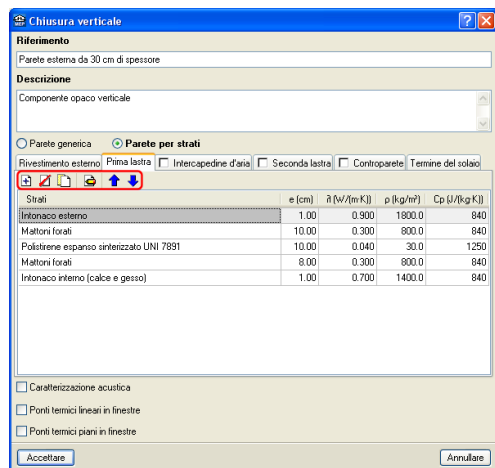 Chiusura verticale
Riferimento
Parete esterna da 30 cm di spessore
Descrizione
Componente opaco verticale
Parete generica Parete per strati
Rivestimento esterno Prima lastra Intercapedine d'aria Seconda lastra Controparete Termine del solaio
Strati e (cm) λ (W/(m·K)) ρ (kg/m³) Cp (J/(kg·K))
Intonaco esterno 1.00 0.900 1800.0 840
Mattoni forati 10.00 0.300 800.0 840
Polistirene espanso sinterizzato UNI 7891 10.00 0.040 30.0 1250
Mattoni forati 8.00 0.300 800.0 840
Intonaco interno (calce e gesso) 1.00 0.700 1400.0 840
Caratterizzazione acustica
Ponti termici lineari in finestre
Ponti termici piani in finestre
Accettare Annullare